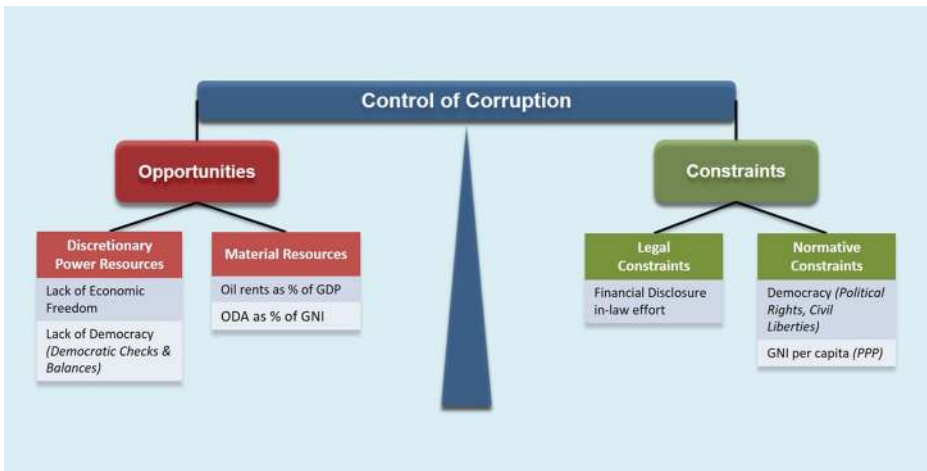 Control of Corruption
Opportunities
Constraints
Discretionary
Power Resources
Lack of Economic
Freedom
Lack of Democracy
(Democratic Checks &
Balances)
Material Resources
Oil rents as % of GDP
ODA as % of GNI
Legal
Constraints
Financial Disclosure
in-law effort
Normative
Constraints
Democracy (Political
Rights, Civil
Liberties)
GNI per capita (PPP)